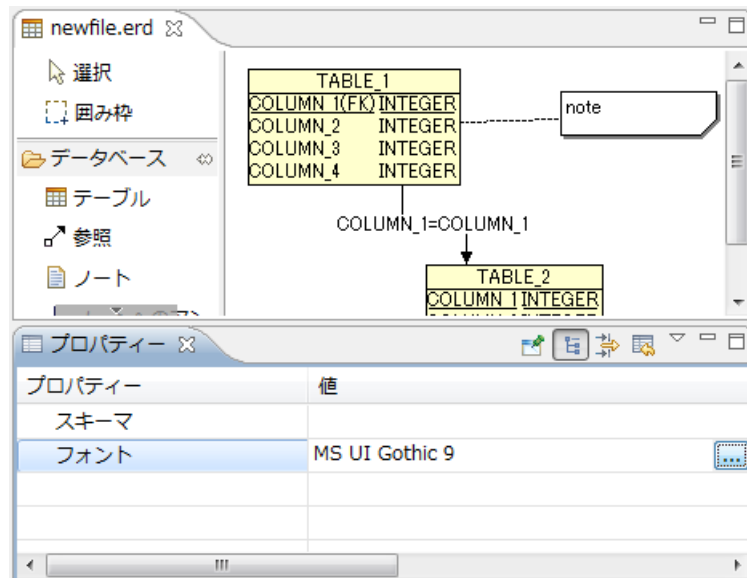 newfile.erd
選択
囲み枠
データベース
テーブル
参照
ノート
TABLE_1
COLUMN_1(FK) INTEGER
COLUMN_2 INTEGER
COLUMN_3 INTEGER
COLUMN_4 INTEGER
note
COLUMN_1=COLUMN_1
TABLE_2
COLUMN_1 INTEGER
プロパティー
プロパティー 値
スキーマ
フォント MS UI Gothic 9
...